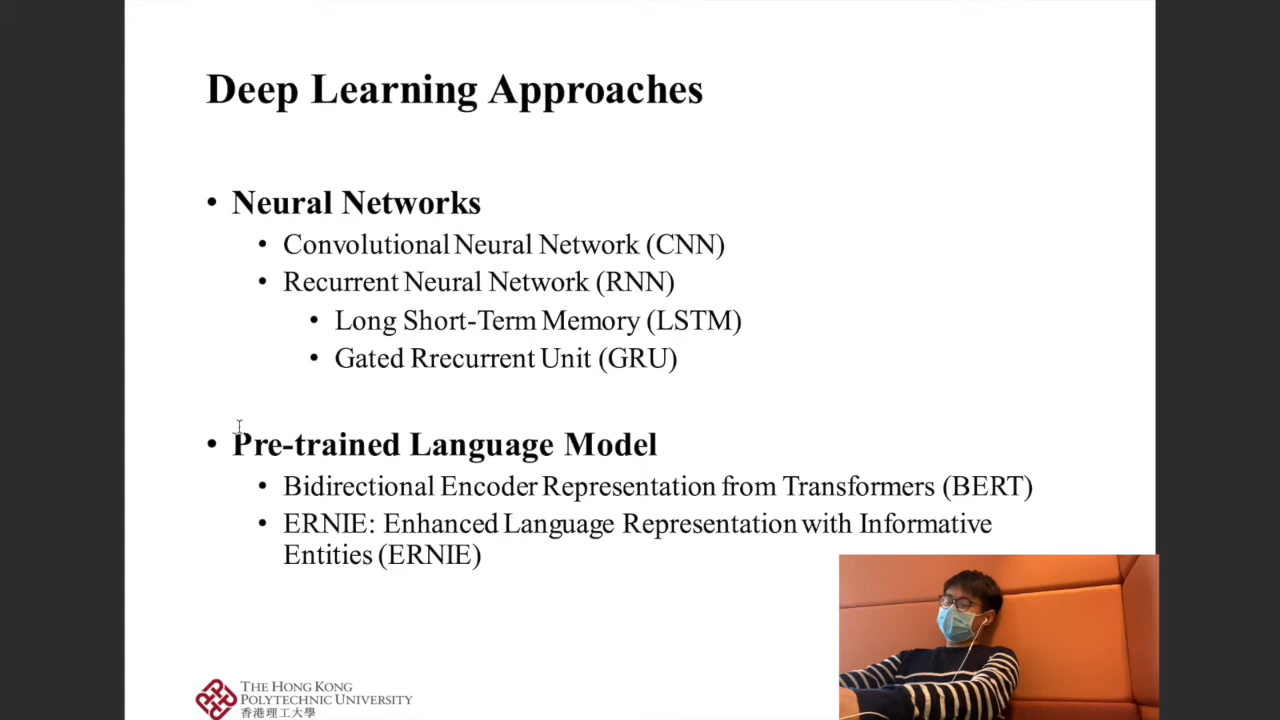 Deep Learning Approaches
• Neural Networks
• Convolutional Neural Network (CNN)
• Recurrent Neural Network (RNN)
• Long Short-Term Memory (LSTM)
• Gated Rrecurrent Unit (GRU)
• Pre-trained Language Model
• Bidirectional Encoder Representation from Transformers (BERT)
• ERNIE: Enhanced Language Representation with Informative
Entities (ERNIE)
THE HONG KONG
POLYTECHNIC UNIVERSITY
香港理工大學